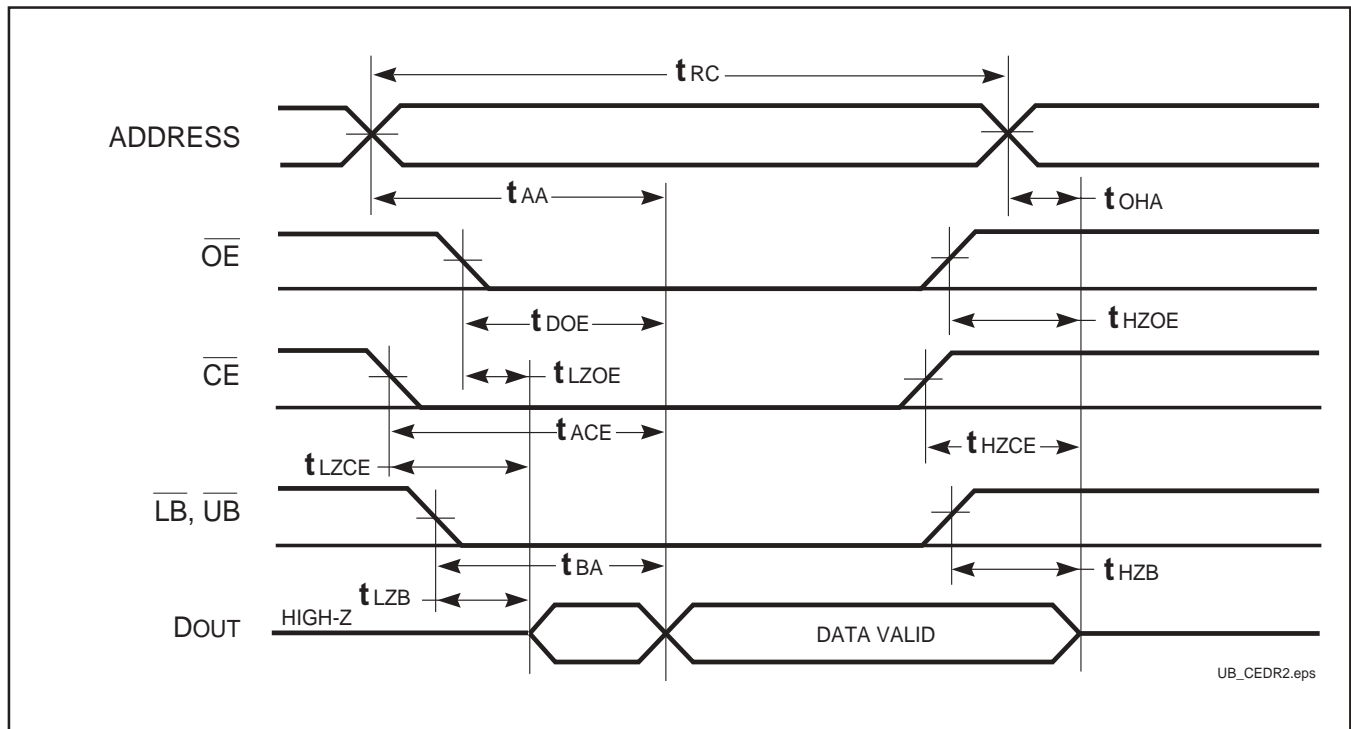 tRC
ADDRESS
tAA
tOHA
OE
tDOE
tHZOE
CE
tLZOE
tACE
tHZCE
tLZCE
LB, UB
tBA
tHZB
tLZB
DOUT
HIGH-Z
DATA VALID
UB_CEDR2.eps